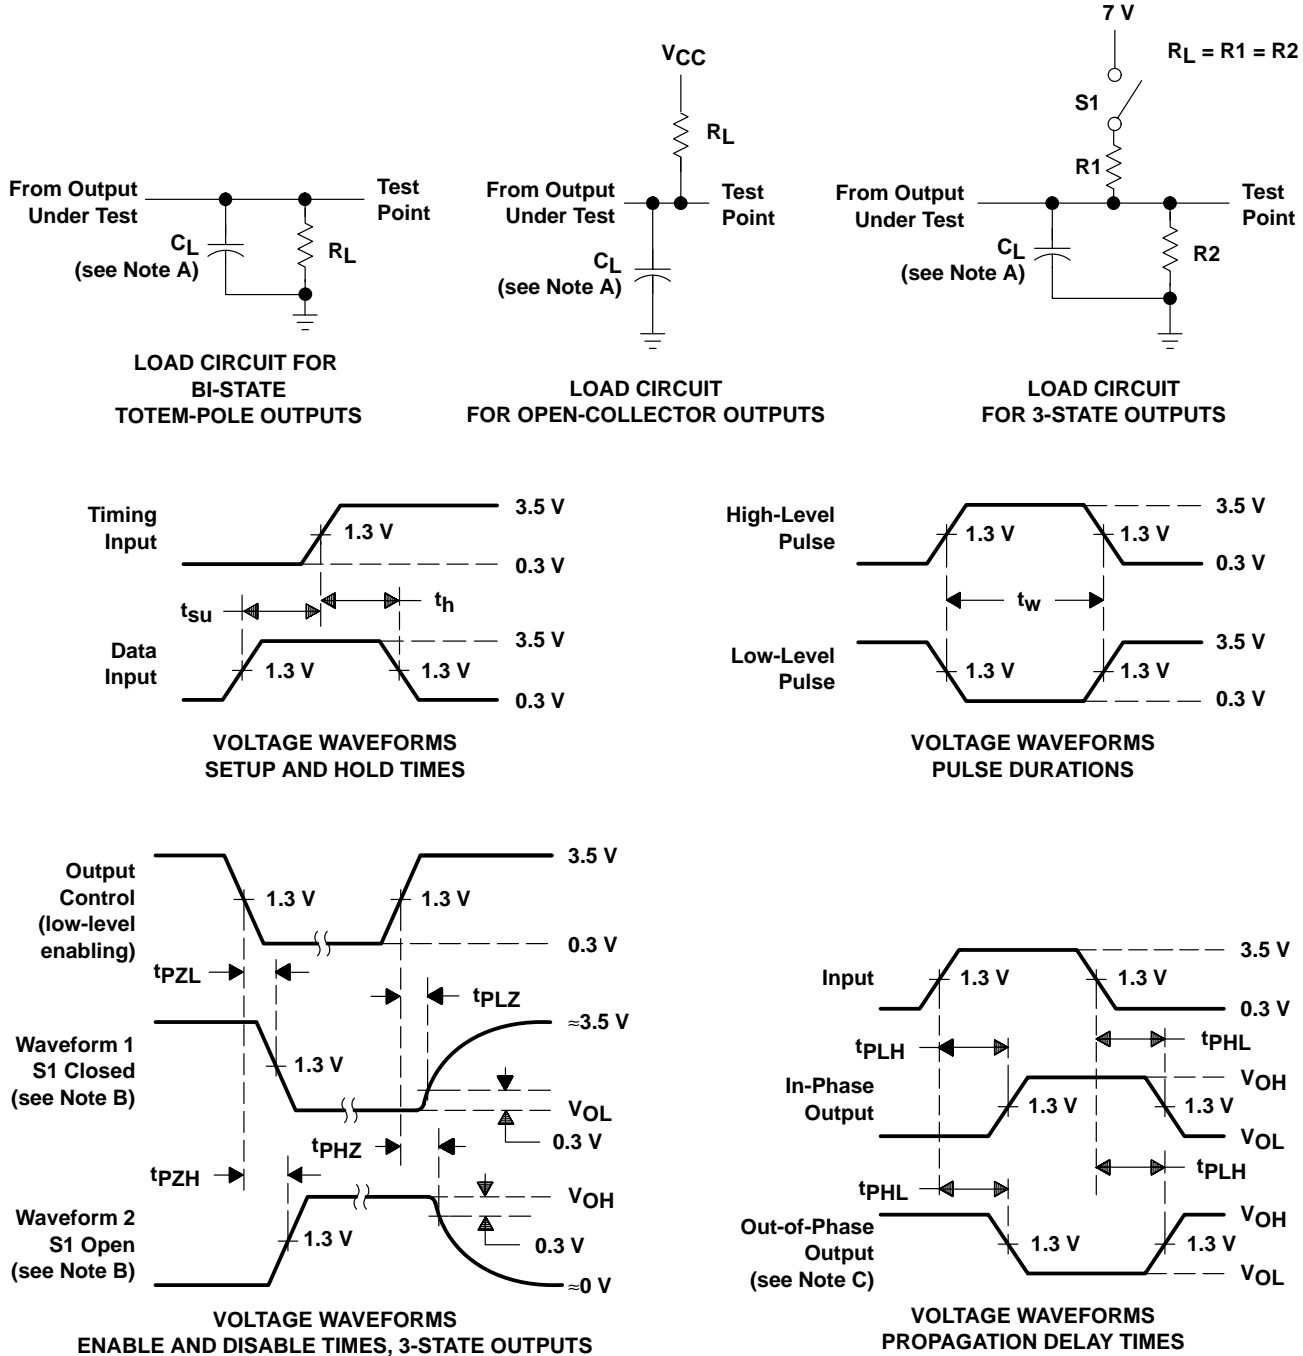 From Output
Under Test
Test
Point
CL
(see Note A)
RL
LOAD CIRCUIT FOR
BI-STATE
TOTEM-POLE OUTPUTS
VCC
RL
From Output
Under Test
Test
Point
CL
(see Note A)
LOAD CIRCUIT
FOR OPEN-COLLECTOR OUTPUTS
7 V
RL = R1 = R2
S1
R1
From Output
Under Test
Test
Point
CL
(see Note A)
R2
LOAD CIRCUIT
FOR 3-STATE OUTPUTS
Timing
Input
1.3 V
3.5 V
0.3 V
tsu
th
Data
Input
1.3 V
1.3 V
3.5 V
0.3 V
VOLTAGE WAVEFORMS
SETUP AND HOLD TIMES
High-Level
Pulse
1.3 V
1.3 V
3.5 V
0.3 V
tw
Low-Level
Pulse
1.3 V
1.3 V
3.5 V
0.3 V
VOLTAGE WAVEFORMS
PULSE DURATIONS
Output
Control
(low-level
enabling)
1.3 V
1.3 V
3.5 V
0.3 V
tPZL
tPLZ
Waveform 1
S1 Closed
(see Note B)
1.3 V
≈3.5 V
VOL
0.3 V
tPHZ
tPZH
Waveform 2
S1 Open
(see Note B)
1.3 V
VOH
0.3 V
≈0 V
VOLTAGE WAVEFORMS
ENABLE AND DISABLE TIMES, 3-STATE OUTPUTS
Input
1.3 V
1.3 V
3.5 V
0.3 V
tPLH
tPHL
In-Phase
Output
1.3 V
1.3 V
VOH
VOL
tPHL
tPLH
Out-of-Phase
Output
(see Note C)
1.3 V
1.3 V
VOH
VOL
VOLTAGE WAVEFORMS
PROPAGATION DELAY TIMES